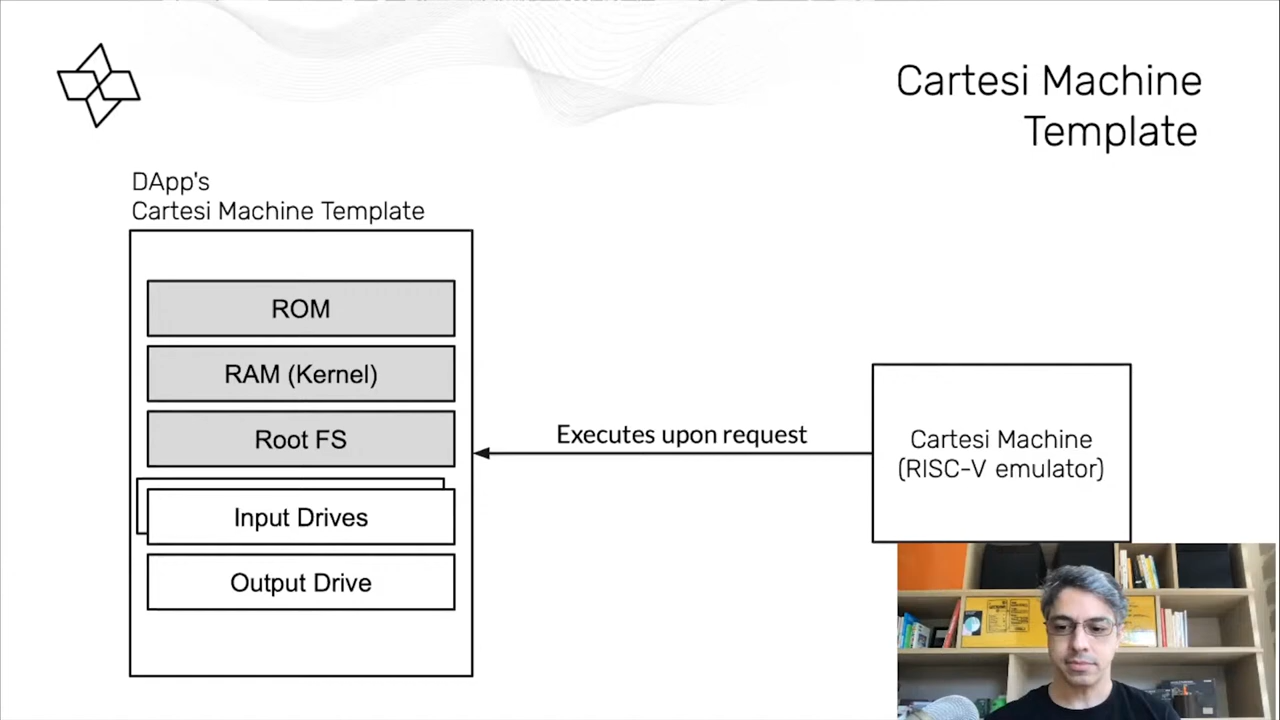 Cartesi Machine
Template
DApp's
Cartesi Machine Template
ROM
RAM (Kernel)
Root FS
Input Drives
Output Drive
Executes upon request
Cartesi Machine
(RISC-V emulator)